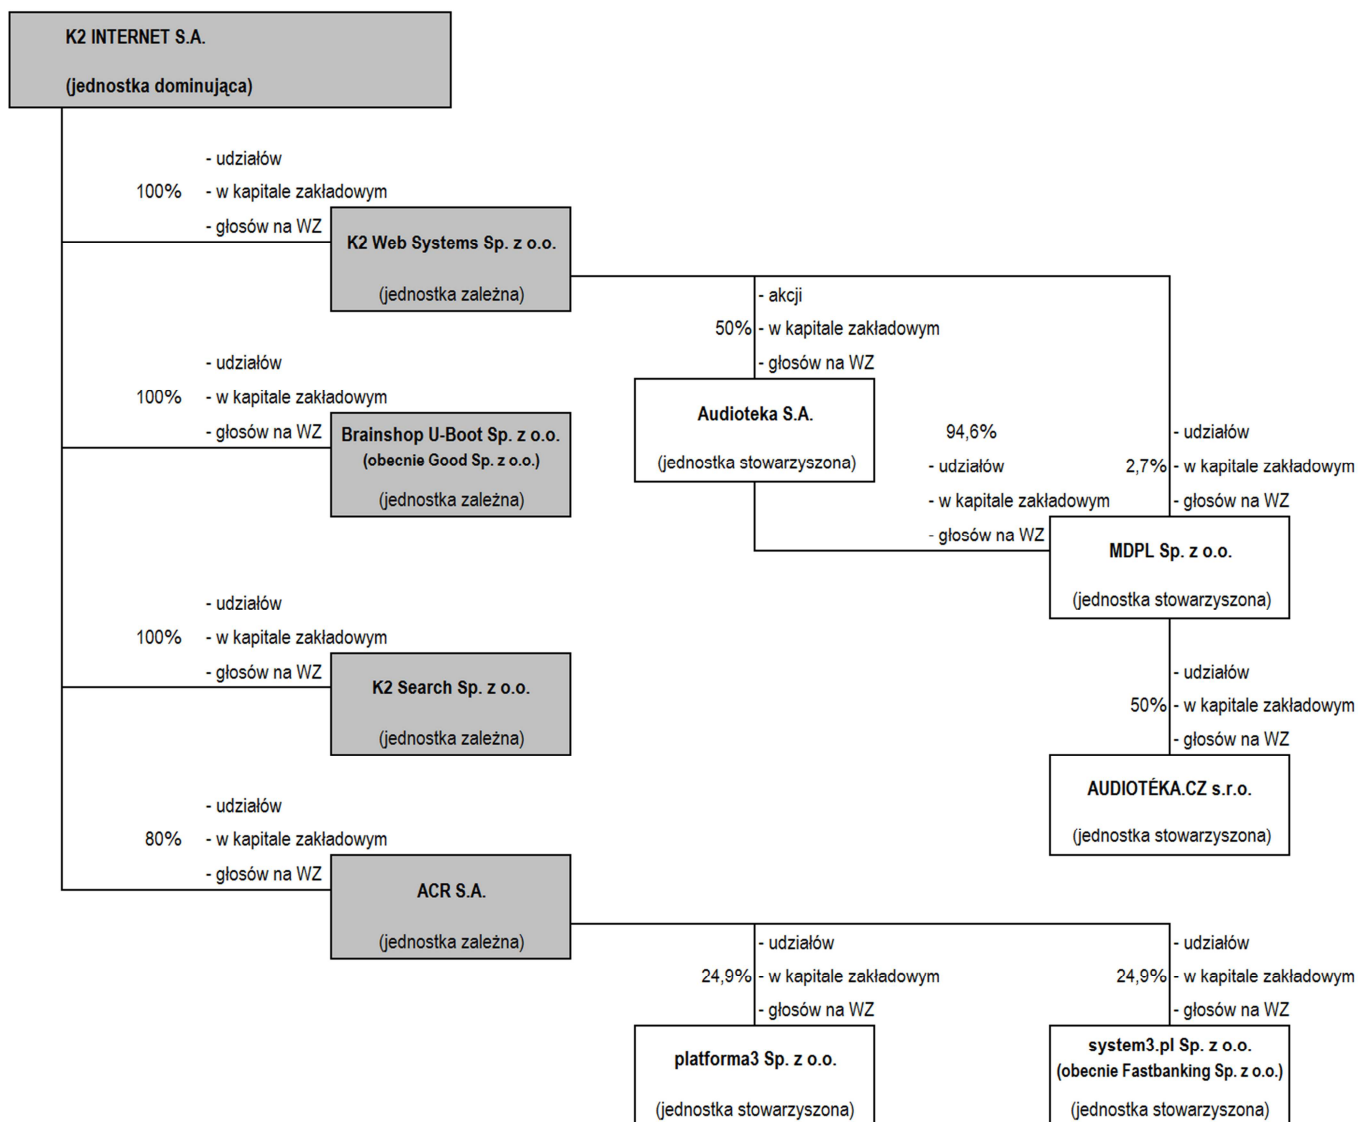 K2 INTERNET S.A.
(jednostka dominująca)
- udziałów
100% - w kapitale zakładowym
- głosów na WZ
K2 Web Systems Sp. z o.o.
(jednostka zależna)
- akcji
50% - w kapitale zakładowym
- głosów na WZ
- udziałów
100% - w kapitale zakładowym
- głosów na WZ
Brainshop U-Boot Sp. z o.o.
(obecnie Good Sp. z o.o.)
(jednostka zależna)
Audioteka S.A.
(jednostka stowarzyszona)
94,6%
- udziałów
- w kapitale zakładowym
- głosów na WZ
- udziałów
2,7% - w kapitale zakładowym
- głosów na WZ
MDPL Sp. z o.o.
(jednostka stowarzyszona)
- udziałów
100% - w kapitale zakładowym
- głosów na WZ
K2 Search Sp. z o.o.
(jednostka zależna)
- udziałów
50% - w kapitale zakładowym
- głosów na WZ
AUDIOTÉKA.CZ s.r.o.
(jednostka stowarzyszona)
- udziałów
80% - w kapitale zakładowym
- głosów na WZ
ACR S.A.
(jednostka zależna)
- udziałów
24,9% - w kapitale zakładowym
- głosów na WZ
platforma3 Sp. z o.o.
(jednostka stowarzyszona)
- udziałów
24,9% - w kapitale zakładowym
- głosów na WZ
system3.pl Sp. z o.o.
(obecnie Fastbanking Sp. z o.o.)
(jednostka stowarzyszona)